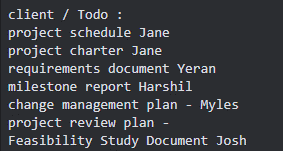 client / Todo :
project schedule Jane
project charter Jane
requirements document Yeran
milestone report Harshil
change management plan - Myles
project review plan -
Feasibility Study Document Josh